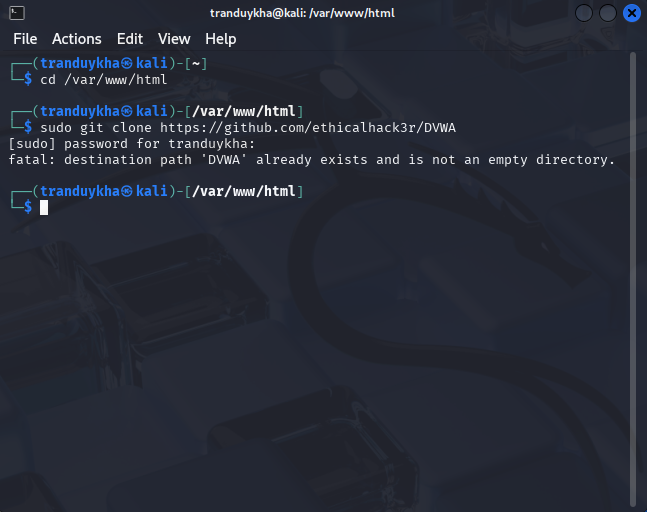 tranduykha@kali: /var/www/html
File Actions Edit View Help
┌──(tranduykha㉿kali)-[~]
└─$ cd /var/www/html
┌──(tranduykha㉿kali)-[/var/www/html]
└─$ sudo git clone https://github.com/ethicalhack3r/DVWA
[sudo] password for tranduykha:
fatal: destination path 'DVWA' already exists and is not an empty directory.
┌──(tranduykha㉿kali)-[/var/www/html]
└─$